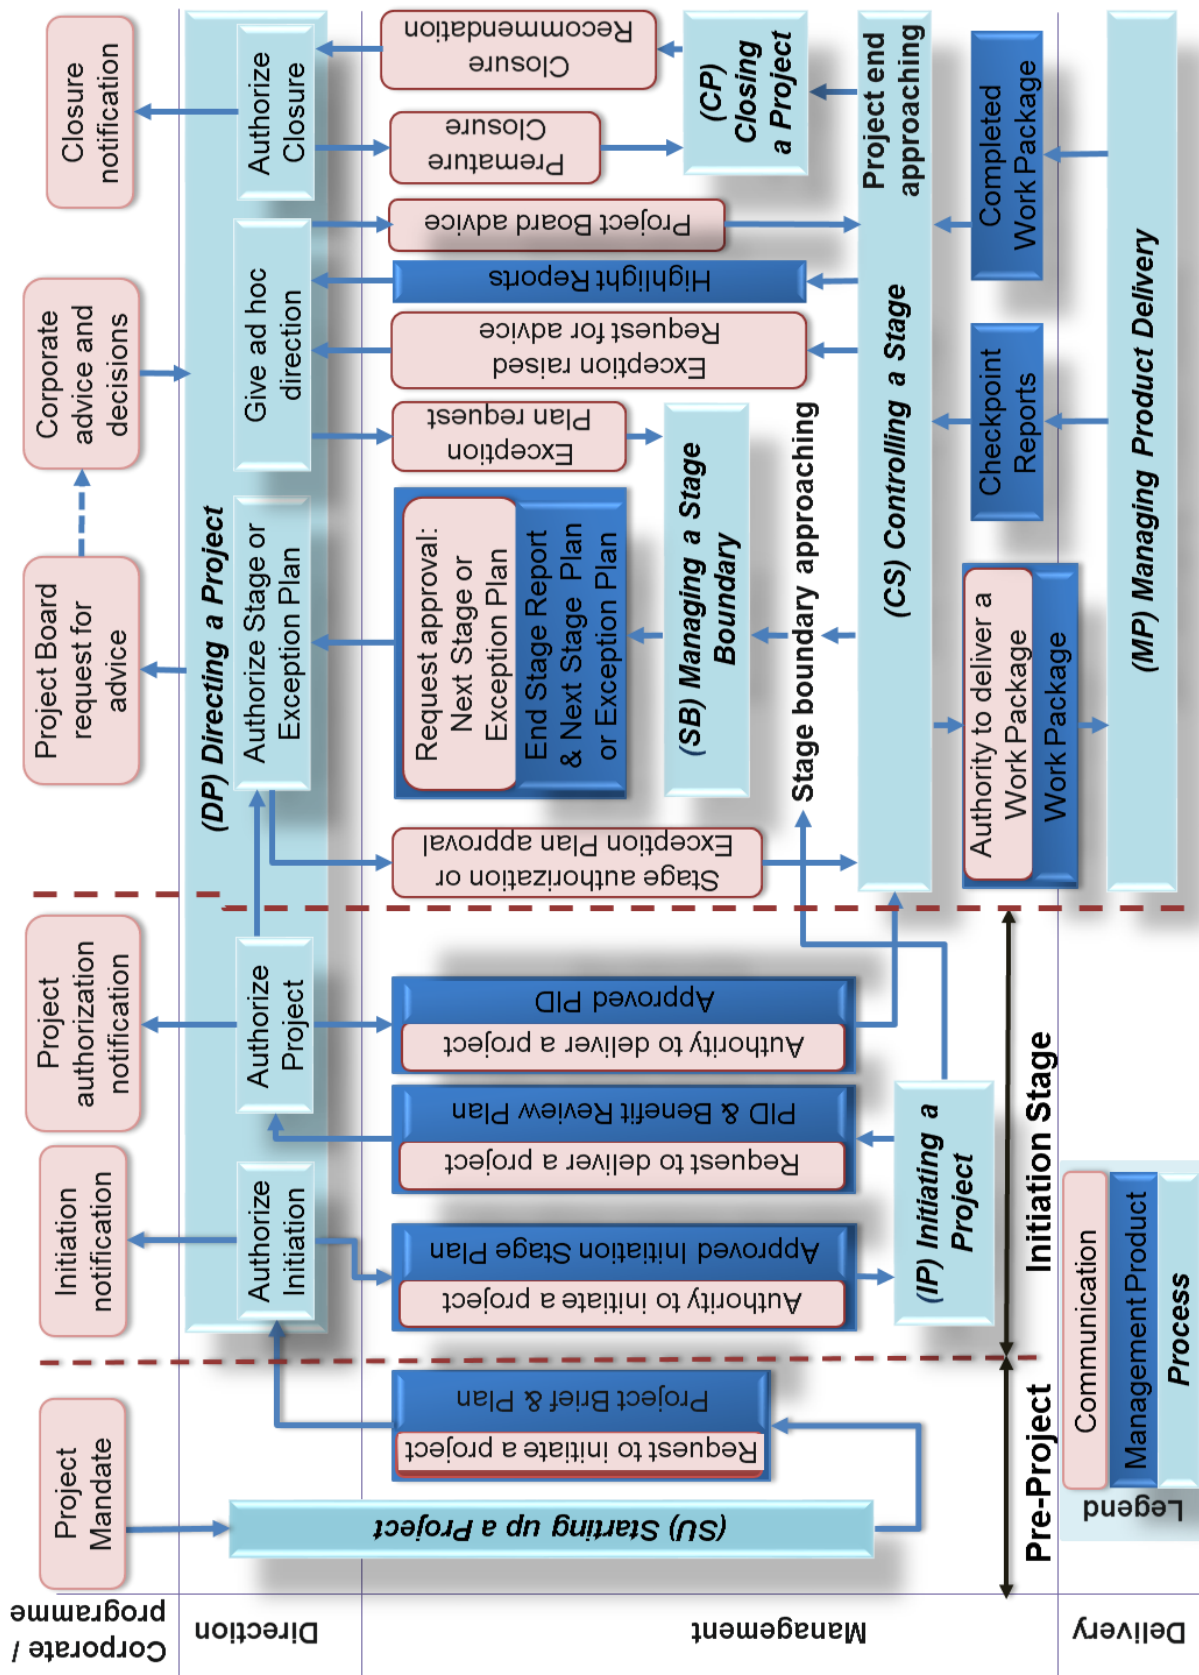 Corporate /
programme
Direction
Management
Delivery
Project
Mandate
Initiation
notification
Project
authorization
notification
Project Board
request for
advice
Corporate
advice and
decisions
Closure
notification
(DP) Directing a Project
Authorize
Initiation
Authorize
Project
Authorize Stage or
Exception Plan
Give ad hoc
direction
Authorize
Closure
(SU) Starting up a Project
Request to initiate a project
Project Brief & Plan
Authority to initiate a project
Approved Initiation Stage Plan
Request to deliver a project
PID & Benefit Review Plan
Authority to deliver a project
Approved PID
Stage authorization or
Exception Plan approval
Request approval:
Next Stage or
Exception Plan
End Stage Report
& Next Stage Plan
or Exception Plan
Exception
Plan request
Exception raised
Request for advice
Highlight Reports
Project Board advice
Premature
Closure
Closure
Recommendation
(SB) Managing a Stage
Boundary
(CP)
Closing
a Project
Stage boundary approaching
(CS) Controlling a Stage
Project end
approaching
(IP) Initiating a
Project
Authority to deliver a
Work Package
Work Package
Checkpoint
Reports
Completed
Work Package
(MP) Managing Product Delivery
Pre-Project
Initiation Stage
Legend
Communication
Management Product
Process